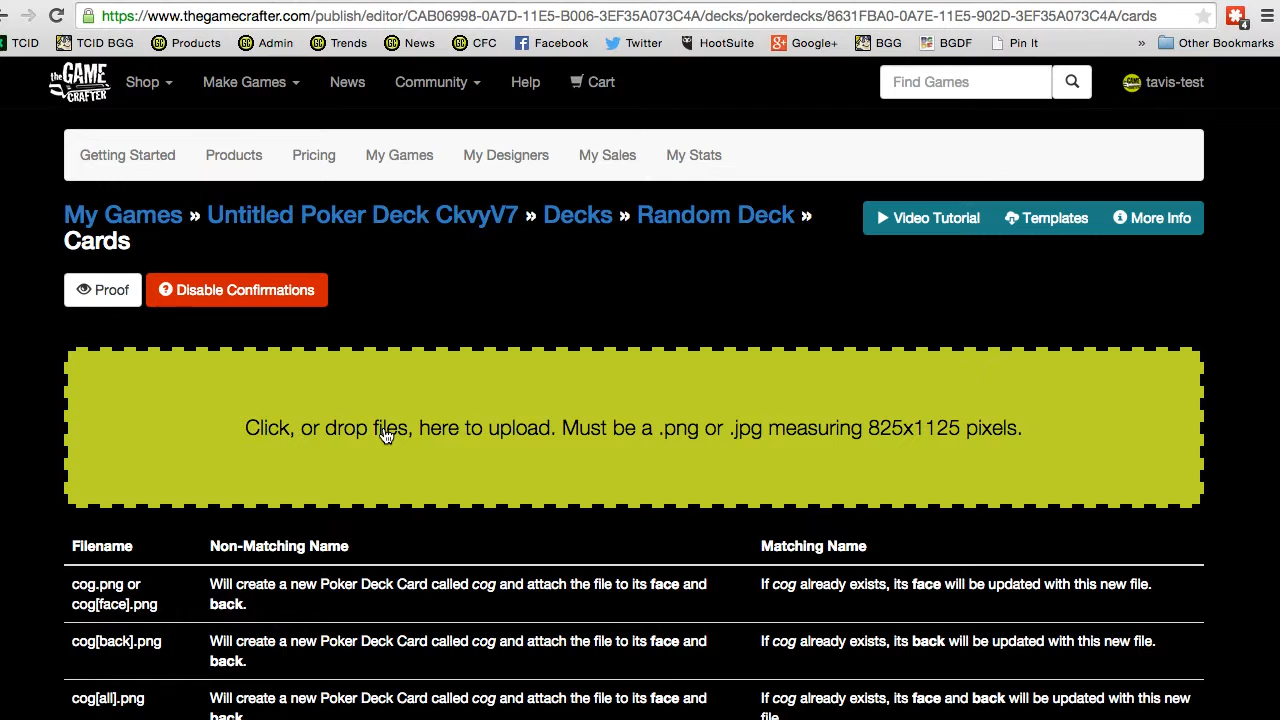 https://www.thegamecrafter.com/publish/editor/CAB06998-0A7D-11E5-D006-3EF35A073C4A/decks/pokerdecks/8631FBA0-0A7E-11E5-902D-3EF35A073C4A/cards
4
TCID TCID BGG Products Admin Trends News CFC Facebook Twitter HootSuite Google+ BGG BGDF Pin It » Other Bookmarks
the GAME CRAFTER Shop Make Games News Community Help Cart Find Games tavis-test
Getting Started Products Pricing My Games My Designers My Sales My Stats
My Games » Untitled Poker Deck CkvyV7 » Decks » Random Deck »
Cards
Video Tutorial Templates More Info
Proof Disable Confirmations
Click, or drop files, here to upload. Must be a .png or .jpg measuring 825x1125 pixels.
Filename Non-Matching Name Matching Name
cog.png or Will create a new Poker Deck Card called cog and attach the file to its face and If cog already exists, its face will be updated with this new file.
cog[face].png back.
cog[back].png Will create a new Poker Deck Card called cog and attach the file to its face and If cog already exists, its back will be updated with this new file.
back.
cog[all].png Will create a new Poker Deck Card called cog and attach the file to its face and If cog already exists, its face and back will be updated with this new
back. file.